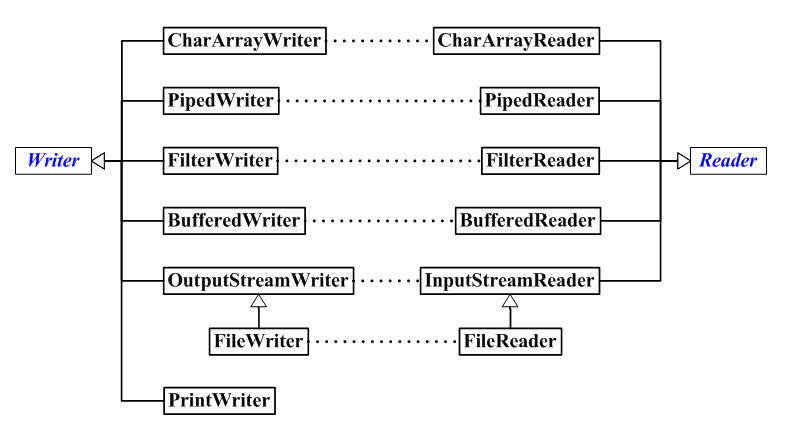 CharArrayWriter CharArrayReader
PipedWriter PipedReader
Writer FilterWriter FilterReader Reader
BufferedWriter BufferedReader
OutputStreamWriter InputStreamReader
FileWriter FileReader
PrintWriter